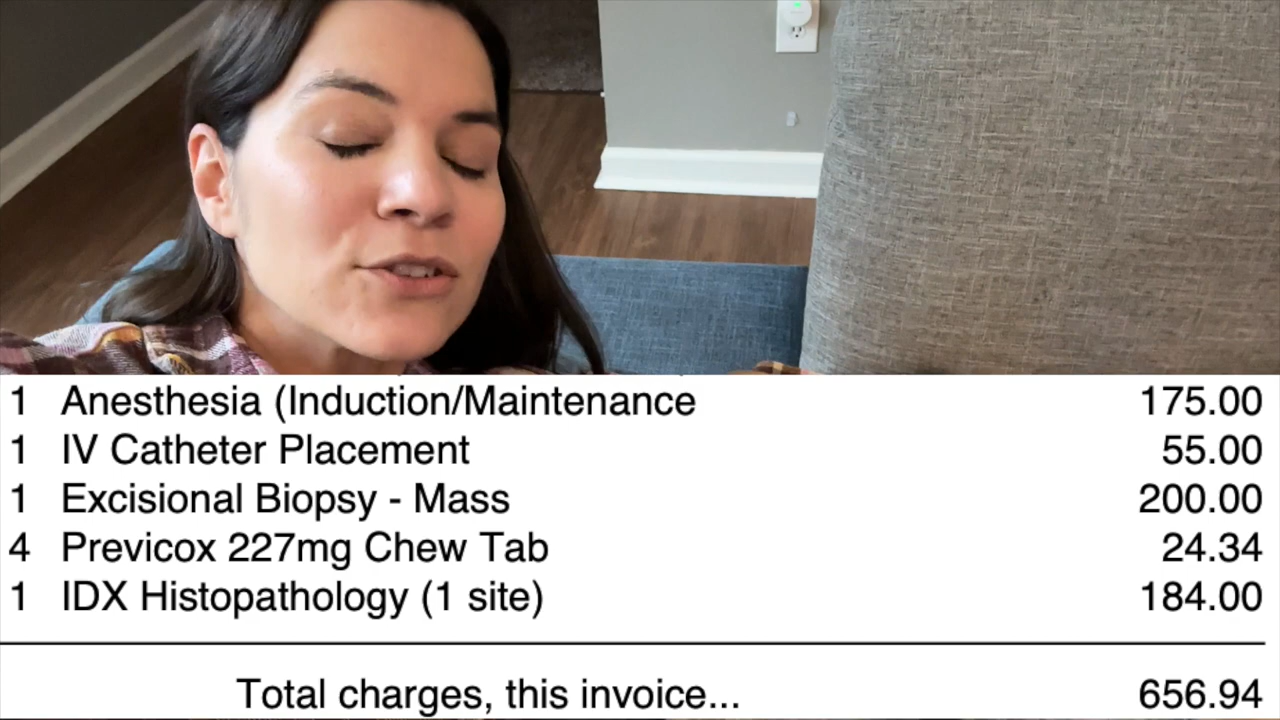 1 Anesthesia (Induction/Maintenance 175.00
1 IV Catheter Placement 55.00
1 Excisional Biopsy - Mass 200.00
4 Previcox 227mg Chew Tab 24.34
1 IDX Histopathology (1 site) 184.00
Total charges, this invoice... 656.94